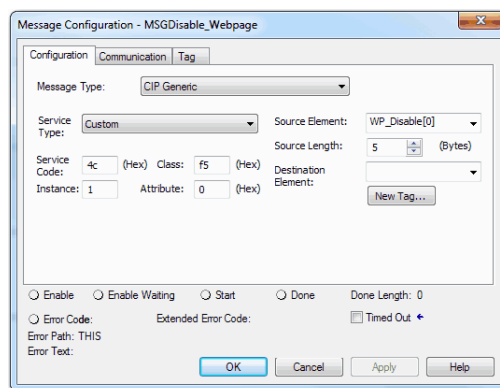 Message Configuration - MSGDisable_Webpage
Configuration Communication Tag
Message Type: CIP Generic
Service Type: Custom
Source Element: WP_Disable[0]
Source Length: 5 (Bytes)
Service Code: 4c (Hex) Class: f5 (Hex)
Destination Element:
Instance: 1 Attribute: 0 (Hex)
New Tag...
Enable Enable Waiting Start Done Done Length: 0
Error Code: Extended Error Code: Timed Out
Error Path: THIS
Error Text:
OK Cancel Apply Help